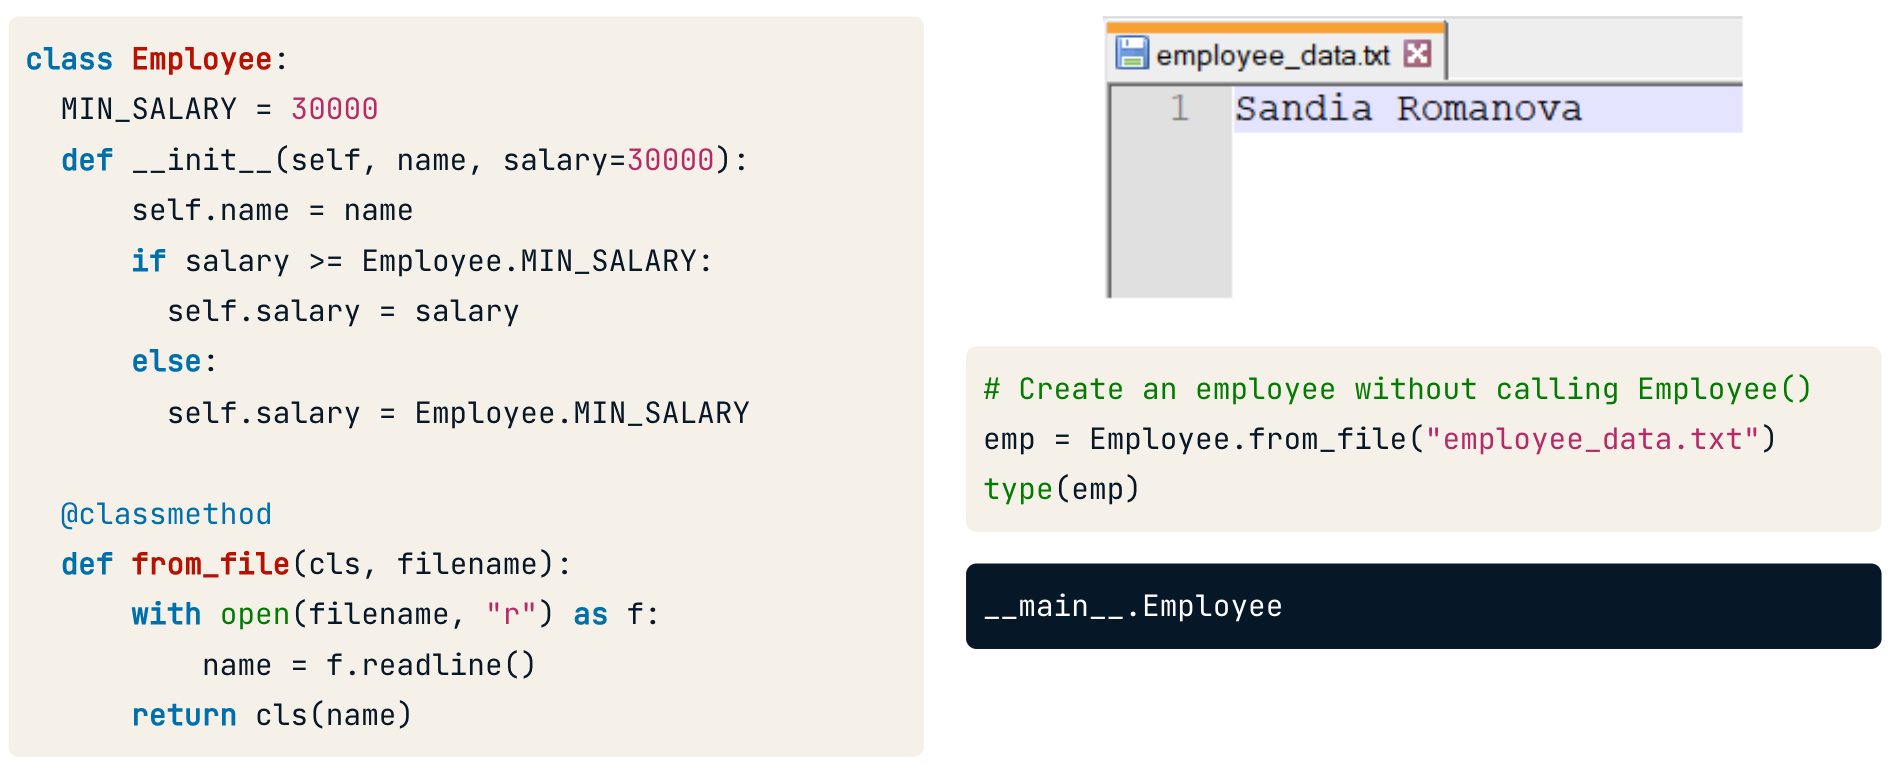 class Employee:
  MIN_SALARY = 30000
  def __init__(self, name, salary=30000):
      self.name = name
      if salary >= Employee.MIN_SALARY:
        self.salary = salary
      else:
        self.salary = Employee.MIN_SALARY

  @classmethod
  def from_file(cls, filename):
      with open(filename, "r") as f:
          name = f.readline()
      return cls(name)
employee_data.txt
1 Sandia Romanova
# Create an employee without calling Employee()
emp = Employee.from_file("employee_data.txt")
type(emp)
__main__.Employee